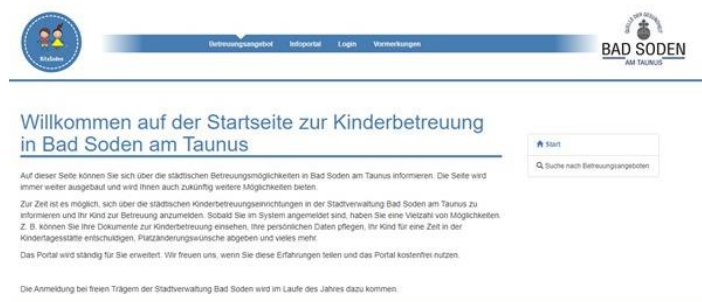 QUELLE DER GESUNDHEIT
KitaSoden
Betreuungsangebot Infoportal Login Vormerkungen
BAD SODEN
AM TAUNUS
Willkommen auf der Startseite zur Kinderbetreuung
in Bad Soden am Taunus
Start
Suche nach Betreuungsangeboten
Auf dieser Seite können Sie sich über die städtischen Betreuungsmöglichkeiten in Bad Soden am Taunus informieren. Die Seite wird
immer weiter ausgebaut und wird Ihnen auch zukünftig weitere Möglichkeiten bieten.
Zur Zeit ist es möglich, sich über die städtischen Kinderbetreuungseinrichtungen in der Stadtverwaltung Bad Soden am Taunus zu
informieren und Ihr Kind zur Betreuung anzumelden. Sobald Sie im System angemeldet sind, haben Sie eine Vielzahl von Möglichkeiten.
Z. B. können Sie Ihre Dokumente zur Kinderbetreuung einsehen, Ihre persönlichen Daten pflegen, Ihr Kind für eine Zeit in der
Kindertagesstätte entschuldigen, Platzänderungswünsche abgeben und vieles mehr.
Das Portal wird ständig für Sie erweitert. Wir freuen uns, wenn Sie diese Erfahrungen teilen und das Portal kostenfrei nutzen.
Die Anmeldung bei freien Trägern der Stadtverwaltung Bad Soden wird im Laufe des Jahres dazu kommen.